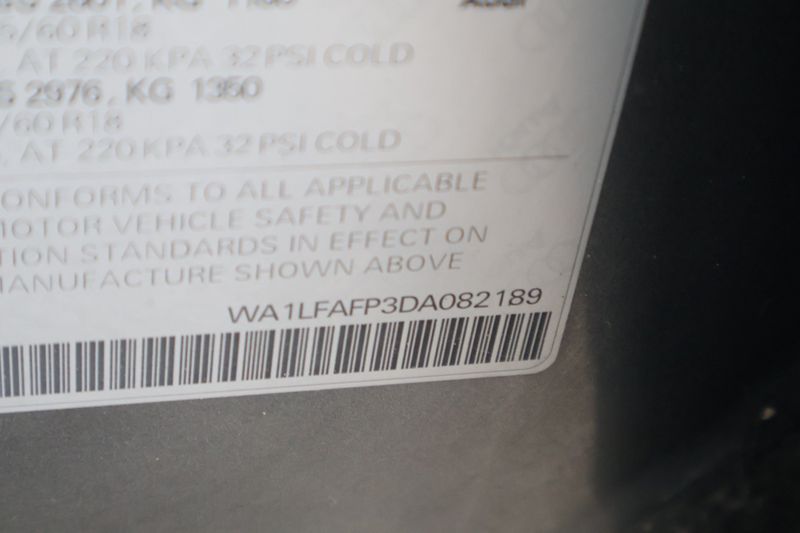 /60 R18
AT 220 KPA 32 PSI COLD
2976, KG 1350
/60 R18
AT 220 KPA 32 PSI COLD
ONFORMS TO ALL APPLICABLE
MOTOR VEHICLE SAFETY AND
TION STANDARDS IN EFFECT ON
MANUFACTURE SHOWN ABOVE
WA1LFAFP3DA082189